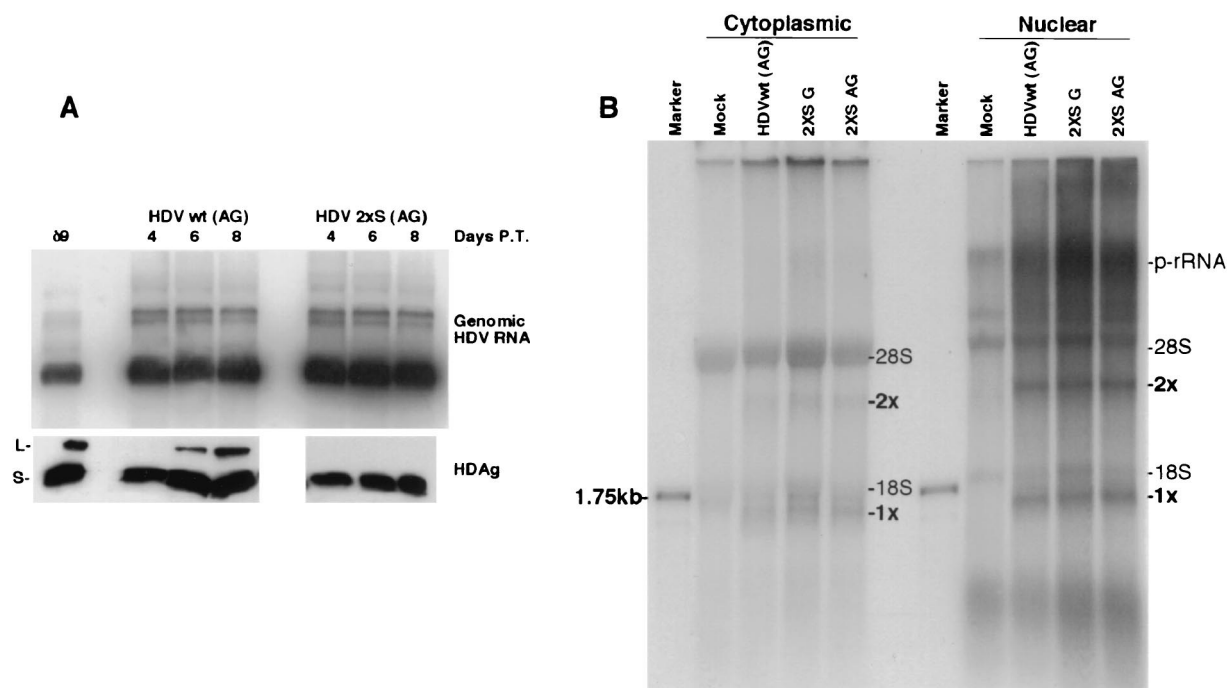 A
HDV wt (AG) HDV 2xS (AG)
δ9 4 6 8 4 6 8 Days P.T.
Genomic
HDV RNA
L-
S-
HDAg
B
Cytoplasmic Nuclear
Marker Mock HDVwt (AG) 2XS G 2XS AG Marker Mock HDVwt (AG) 2XS G 2XS AG
-p-rRNA
-28S -28S
-2x -2x
1.75kb- -18S -18S
-1x -1x